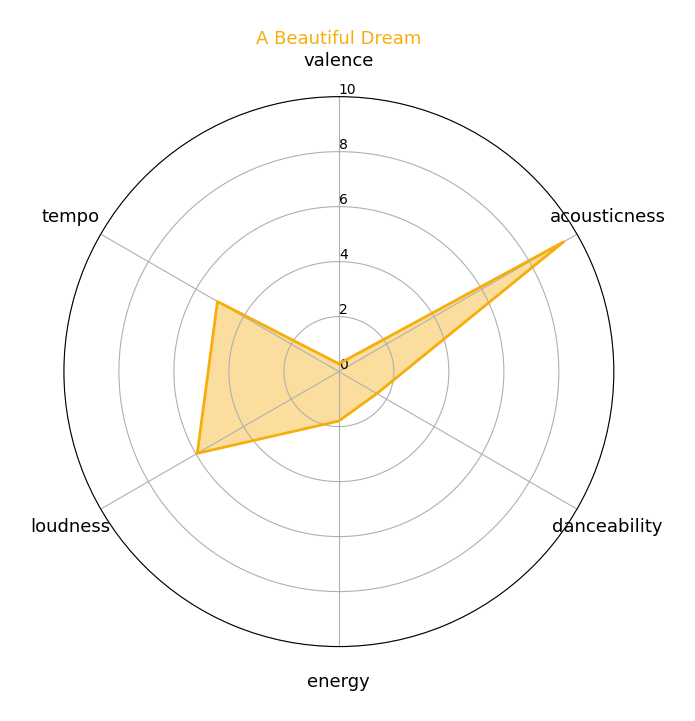 A Beautiful Dream
valence
10
8
6
4
2
0
tempo
acousticness
loudness
danceability
energy